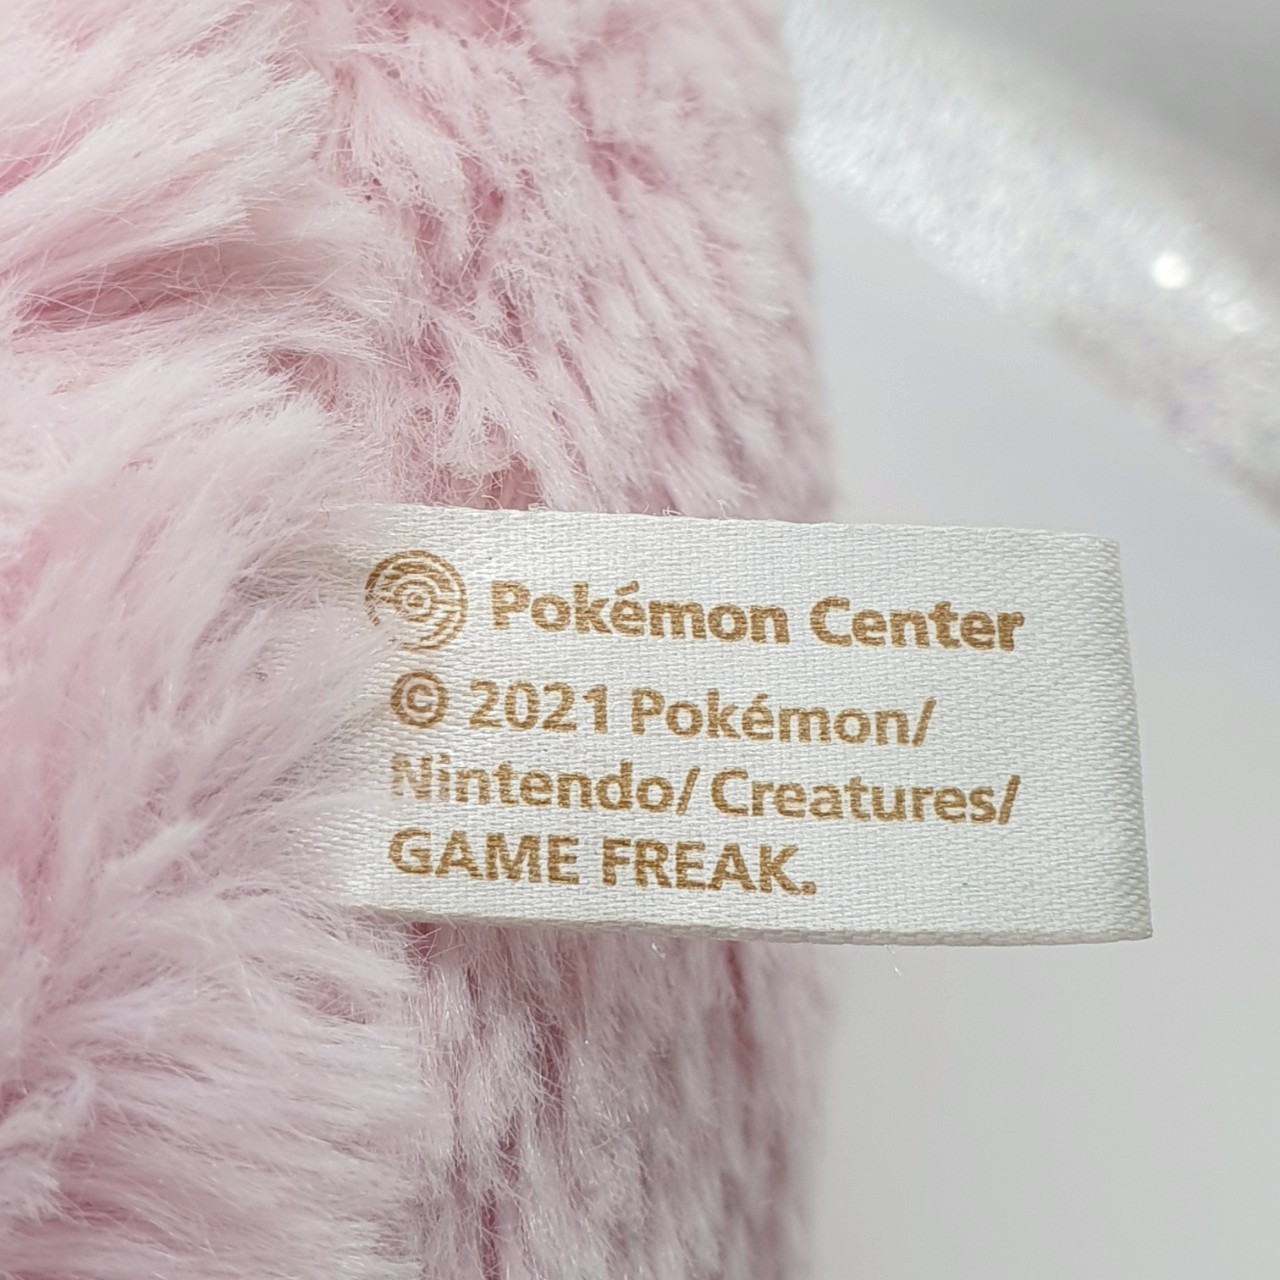 Pokémon Center
© 2021 Pokémon/
Nintendo/Creatures/
GAME FREAK.